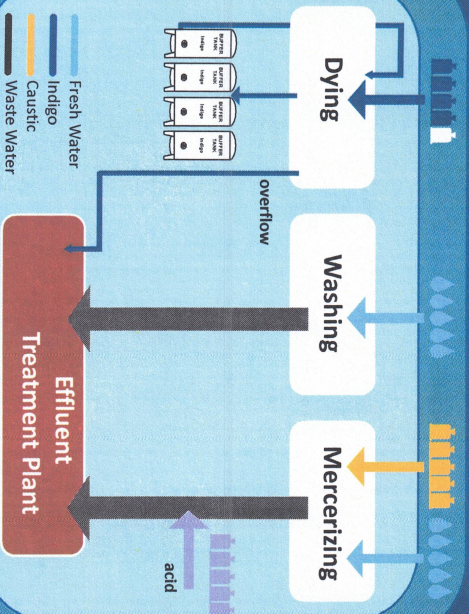 Dying
Washing
Mercerizing
BUFFER
TANK
Indigo
BUFFER
TANK
Indigo
BUFFER
TANK
Indigo
BUFFER
TANK
Indigo
overflow
acid
Fresh Water
Indigo
Caustic
Waste Water
Effluent
Treatment Plant